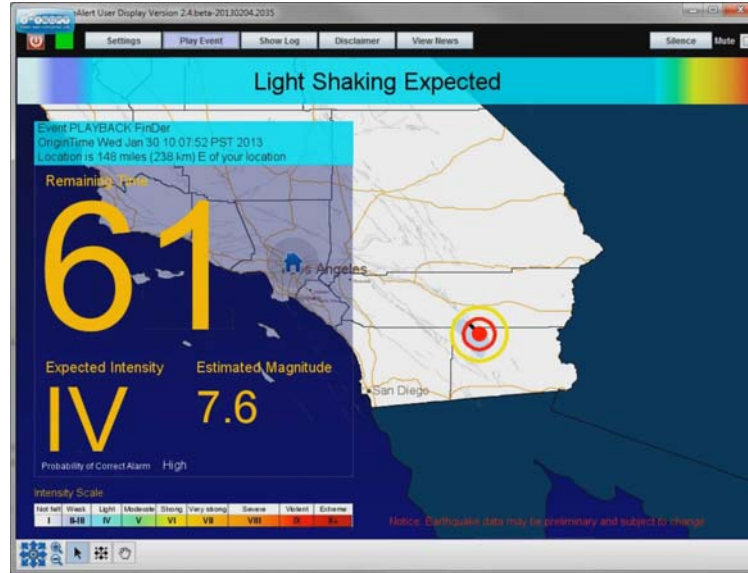 Alert User Display Version 2.4.beta-20130204.2035
Settings Play Event Show Log Disclaimer View News Silence Mute
Light Shaking Expected
Event PLAYBACK FinDer
OriginTime Wed Jan 30 10:07:52 PST 2013
Location is 148 miles (238 km) E of your location
Remaining Time
61
Los Angeles
Expected Intensity Estimated Magnitude
IV 7.6
San Diego
Probability of Correct Alarm High
Intensity Scale
Not felt Weak Light Moderate Strong Very strong Severe Violent Extreme
I II-III IV V VI VII VIII IX X+
Notice: Earthquake data may be preliminary and subject to change